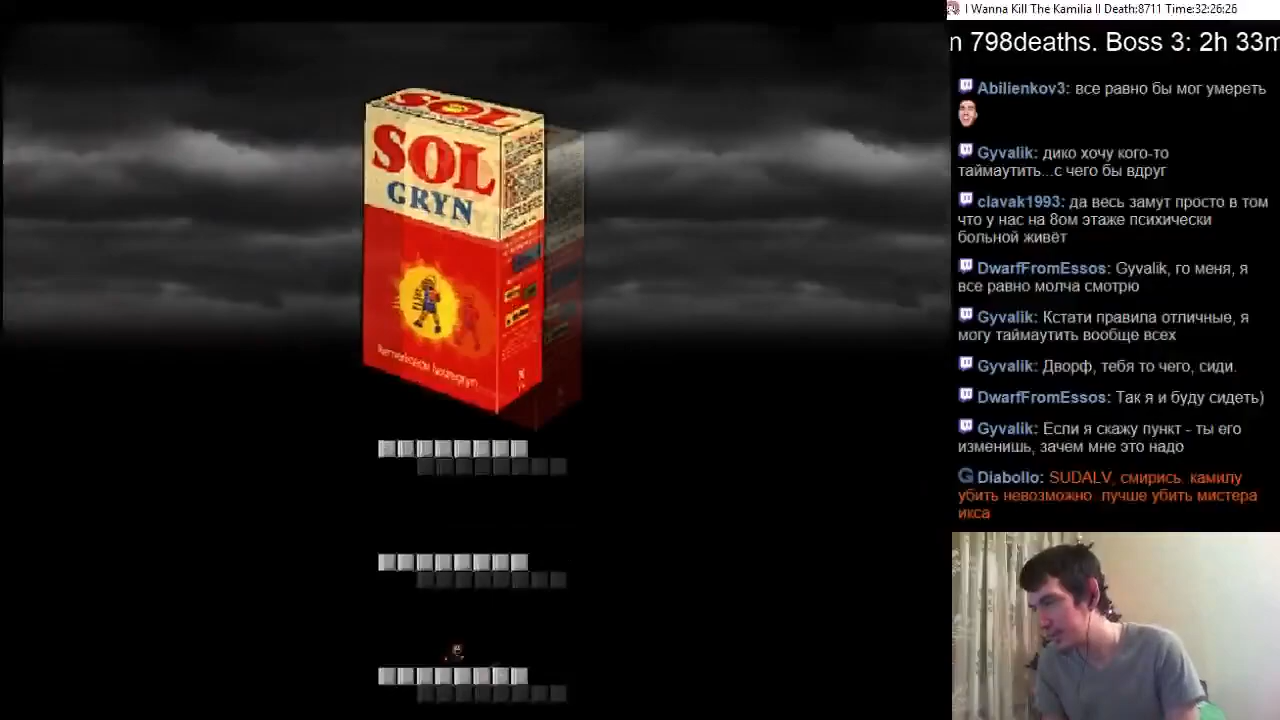 I Wanna Kill The Kamilia II Death:8711 Time:32:26:26
798deaths. Boss 3: 2h 33m
Abilienkov3: все равно бы мог умереть
Gyvalik: дико хочу кого-то
таймаутить...с чего бы вдруг
clavak1993: да весь замут просто в том
что у нас на 8ом этаже психически
больной живёт
DwarfFromEssos: Gyvalik, го меня, я
все равно молча смотрю
Gyvalik: Кстати правила отличные, я
могу таймаутить вообще всех
Gyvalik: Дворф, тебя то чего, сиди.
DwarfFromEssos: Так я и буду сидеть)
Gyvalik: Если я скажу пункт - ты его
изменишь, зачем мне это надо
Diabollo: SUDALV, смирись камилу
убить невозможно лучше убить мистера
икса
SOL
SOL
GRYN